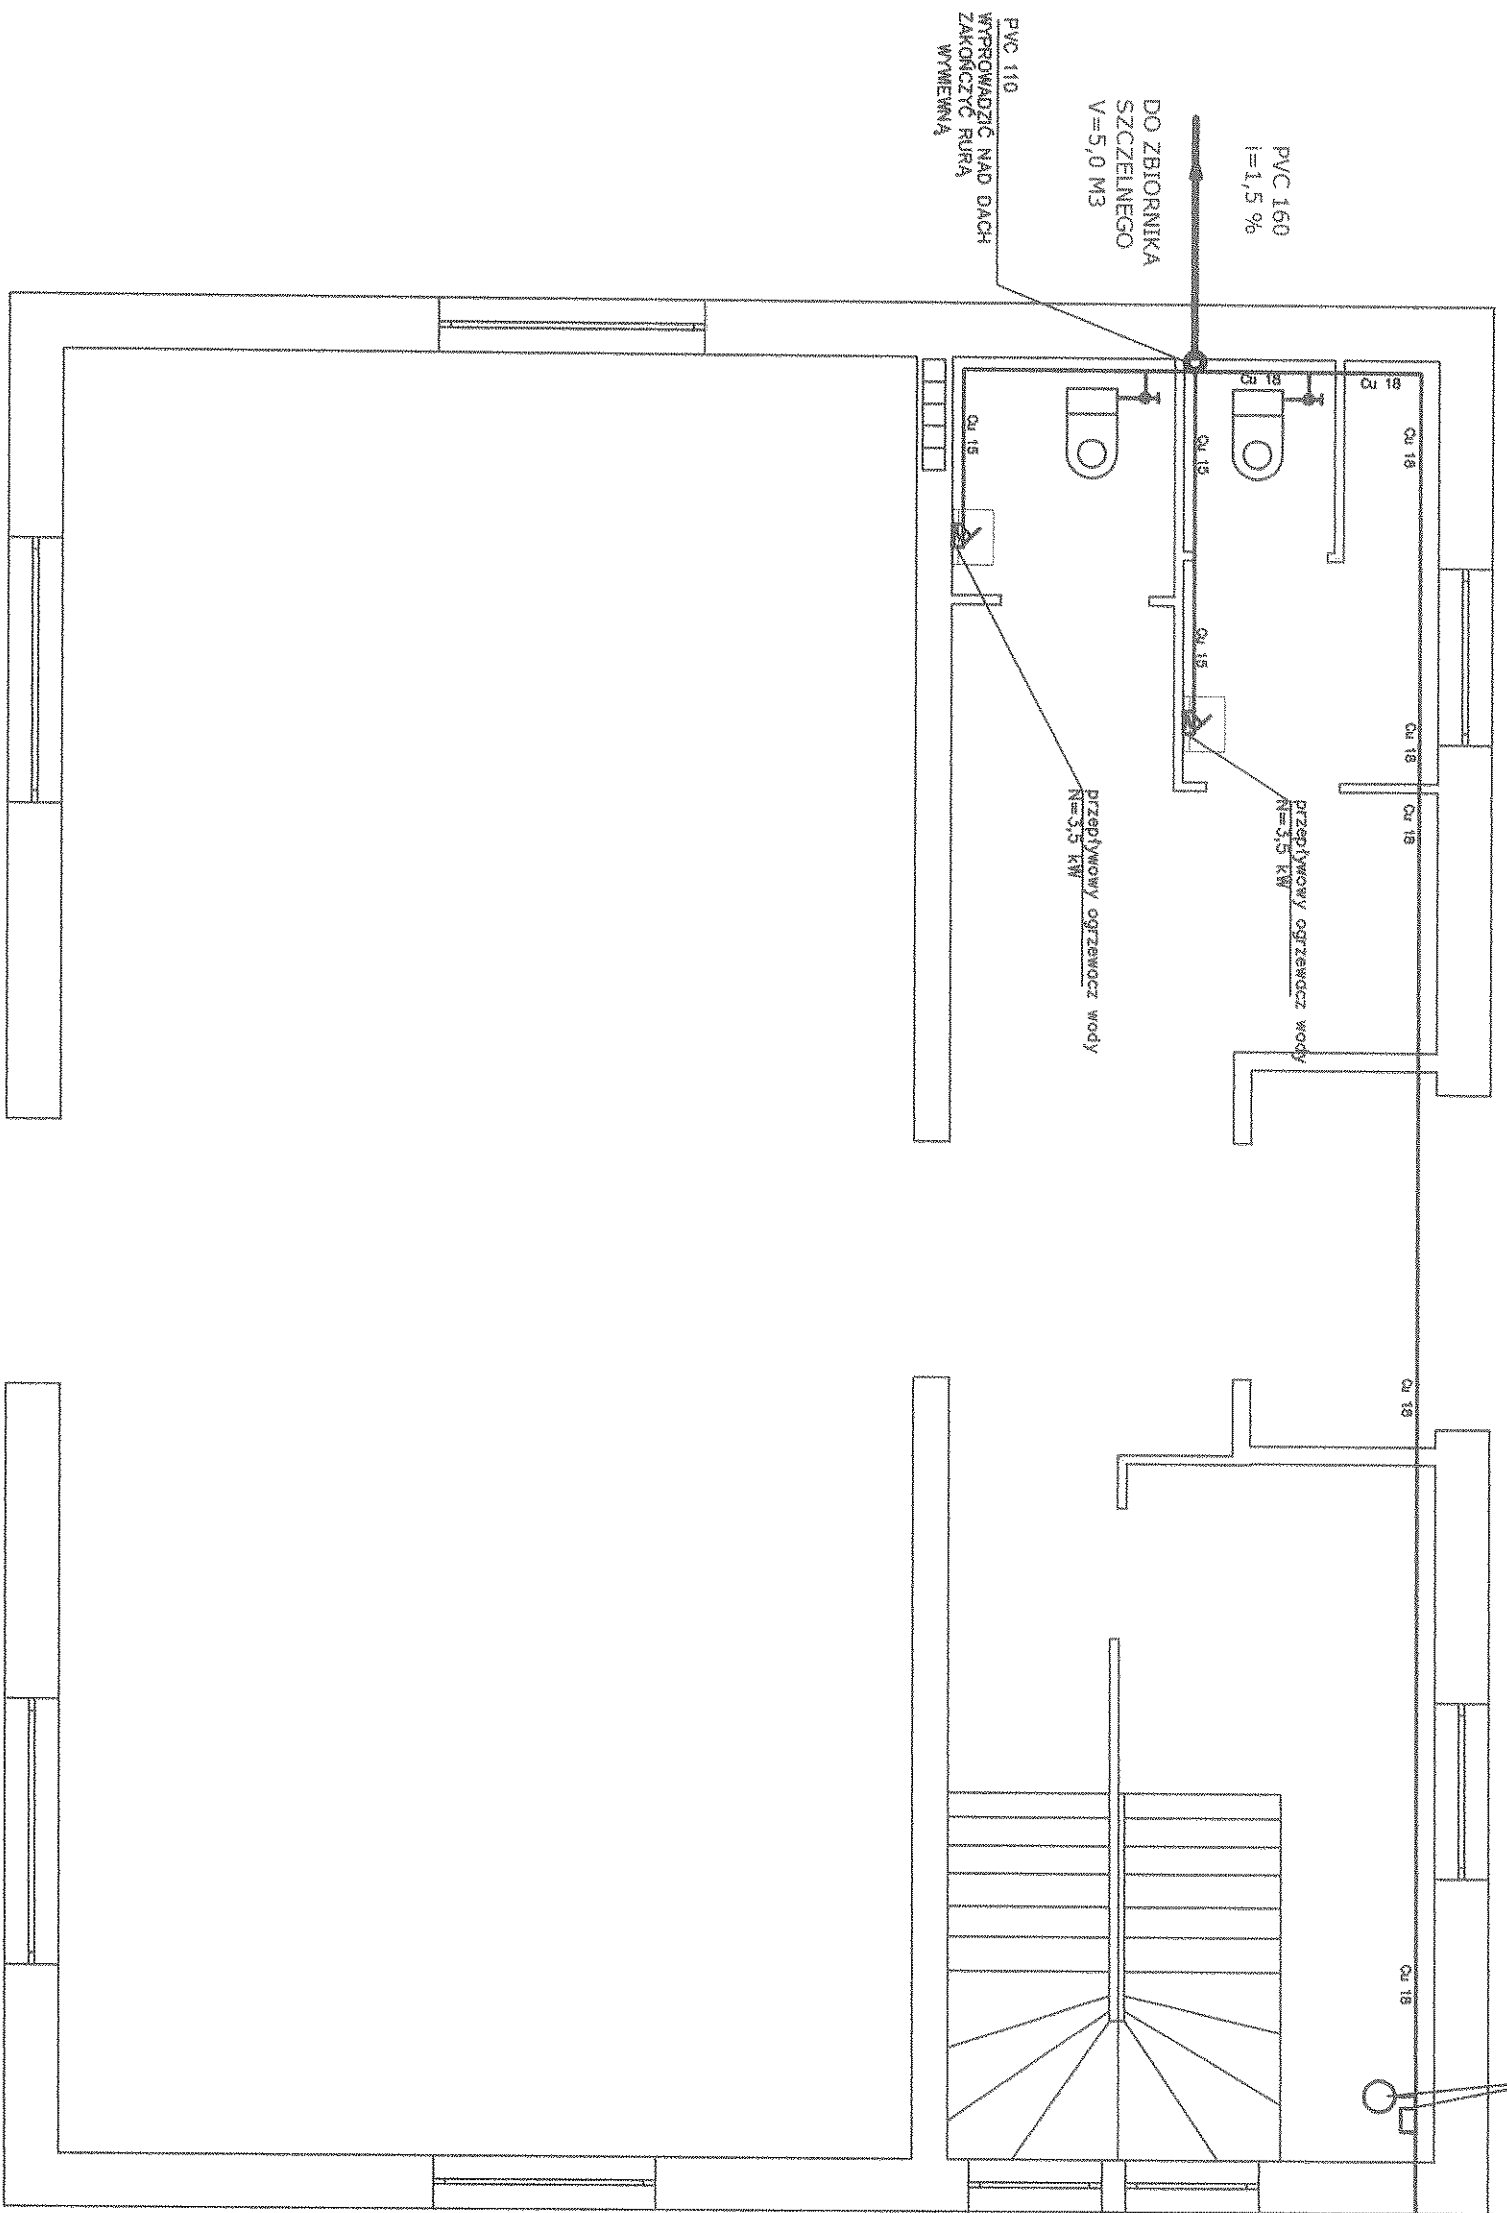 PVC 160
i=1,5 %
DO ZBIORNIKA
SZCZELNEGO
V=5,0 M3
PVC 110
WYPROWADZIĆ NAD DACH
ZAKOŃCZYĆ RURĄ
WYWIEWNĄ
Cu 18
Cu 18
Cu 18
Cu 18
Cu 18
Cu 18
Cu 18
Cu 15
Cu 15
Cu 15
przepływowy ogrzewacz wody
N=3,5 kW
przepływowy ogrzewacz wody
N=3,5 kW